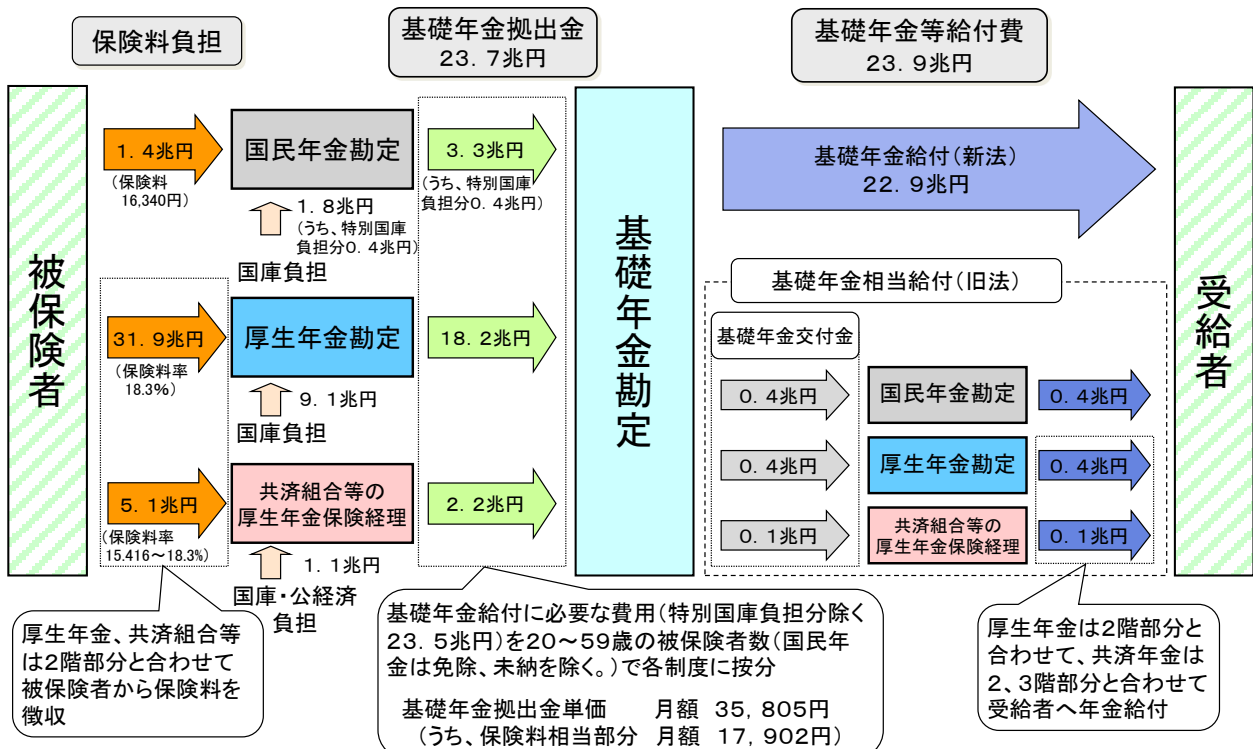 保険料負担
基礎年金拠出金
23．7兆円
基礎年金等給付費
23．9兆円
被保険者
1．4兆円
（保険料
16,340円）
国民年金勘定
1．8兆円
（うち、特別国庫
負担分0．4兆円）
国庫負担
3．3兆円
（うち、特別国庫
負担分0．4兆円）
31．9兆円
（保険料率
18.3%）
厚生年金勘定
9．1兆円
国庫負担
18．2兆円
5．1兆円
（保険料率
15.416～18.3%）
共済組合等の
厚生年金保険経理
1．1兆円
国庫・公経済
負担
2．2兆円
基礎年金勘定
基礎年金給付（新法）
22．9兆円
基礎年金相当給付（旧法）
基礎年金交付金
0．4兆円
国民年金勘定
0．4兆円
0．4兆円
厚生年金勘定
0．4兆円
0．1兆円
共済組合等の
厚生年金保険経理
0．1兆円
受給者
厚生年金、共済組合等
は2階部分と合わせて
被保険者から保険料を
徴収
基礎年金給付に必要な費用（特別国庫負担分除く
23．5兆円）を20～59歳の被保険者数（国民年
金は免除、未納を除く。）で各制度に按分
基礎年金拠出金単価　月額　35，805円
（うち、保険料相当部分　月額　17，902円）
厚生年金は2階部分と
合わせて、共済年金は
2、3階部分と合わせて
受給者へ年金給付